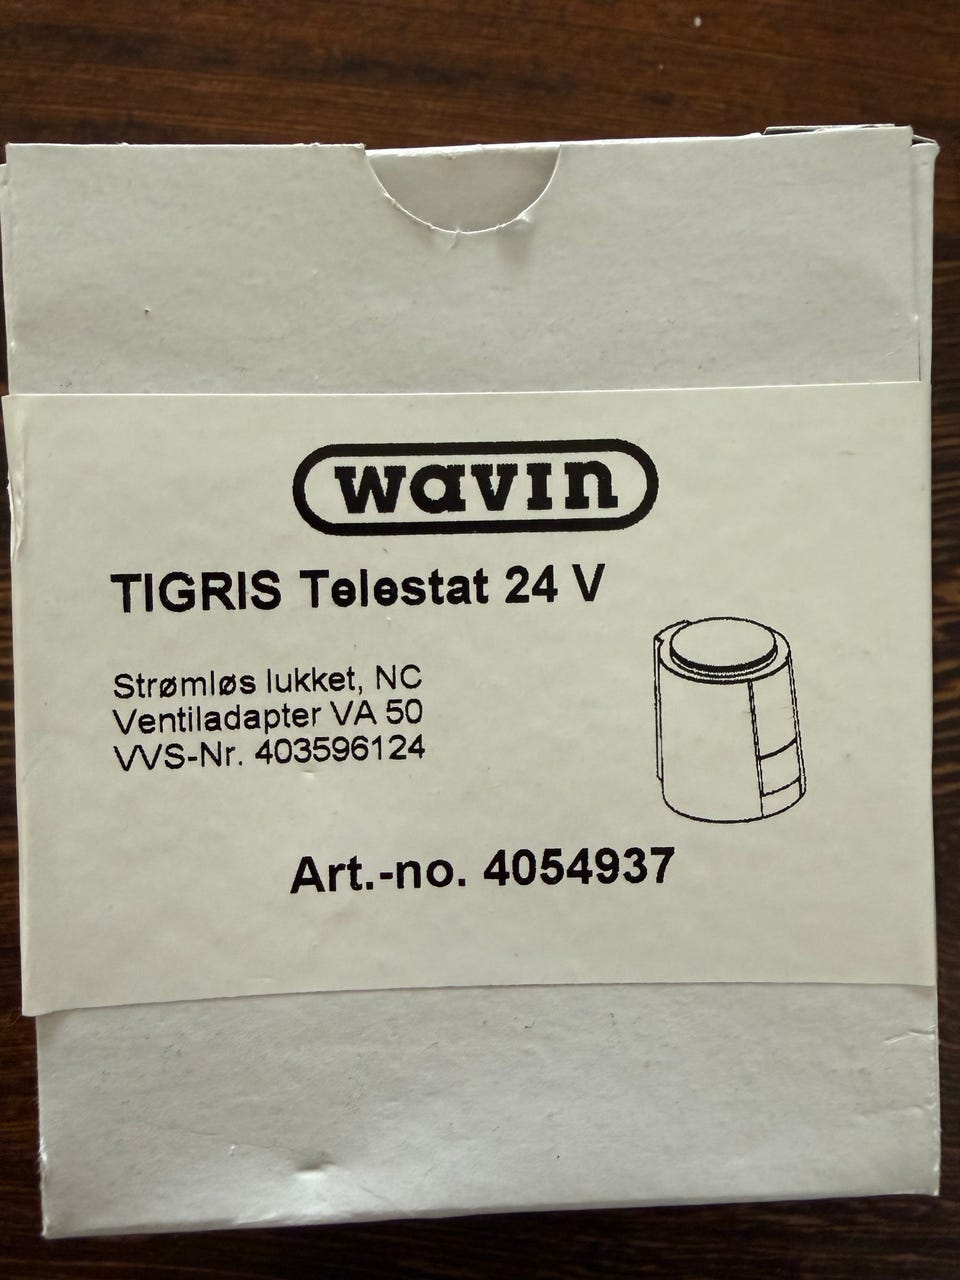 wavin
TIGRIS Telestat 24 V
Strømløs lukket, NC
Ventiladapter VA 50
VVS-Nr. 403596124
Art.-no. 4054937